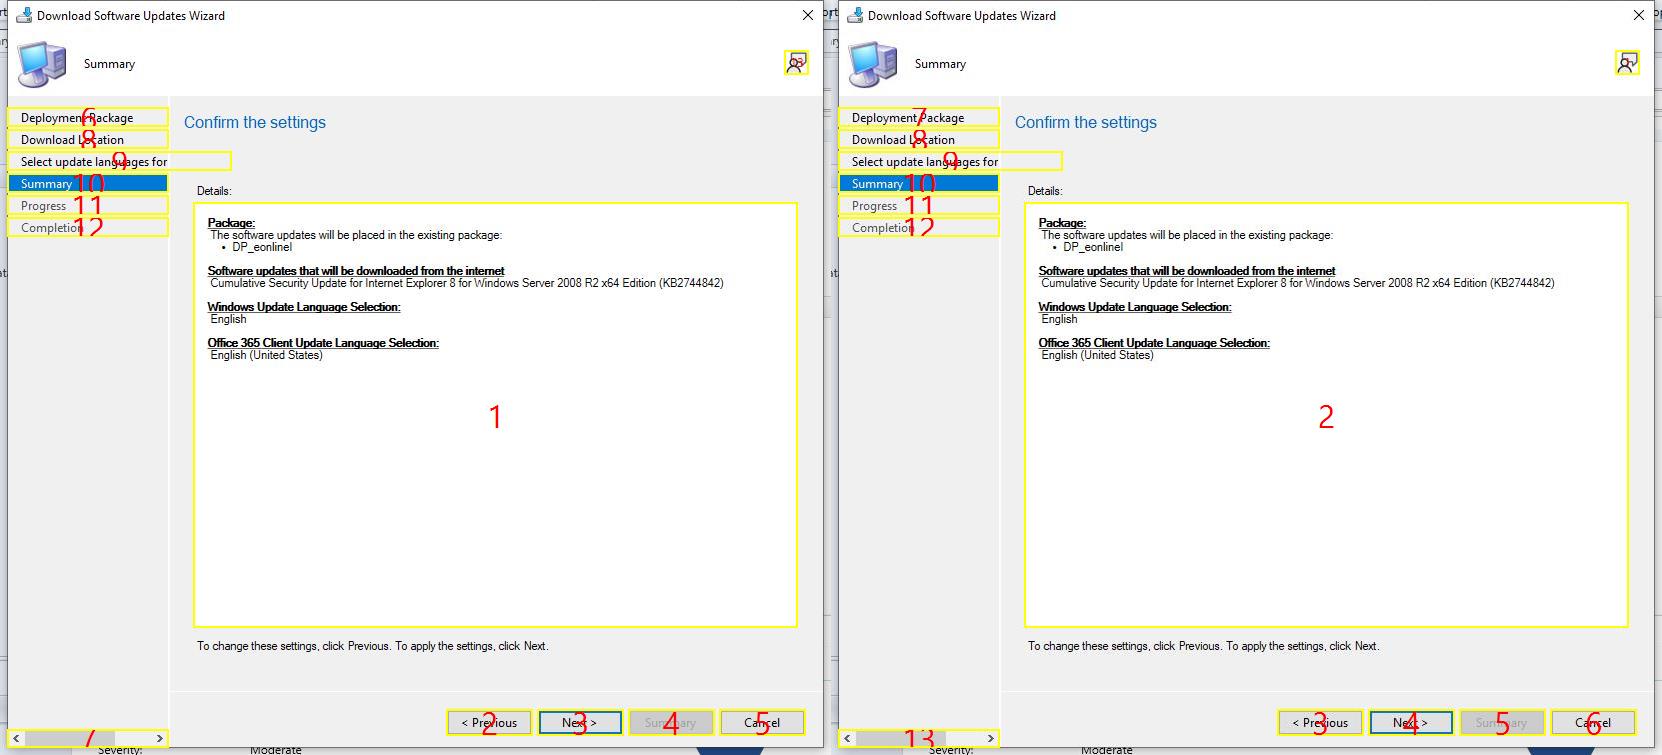 Download Software Updates Wizard
Summary
13
Deployment Package
6
Download Location
8
Select update languages for
9
Summary
10
Progress
11
Completion
12
Confirm the settings
Details:
Package:
The software updates will be placed in the existing package:
• DP_eonlinel
Software updates that will be downloaded from the internet
Cumulative Security Update for Internet Explorer 8 for Windows Server 2008 R2 x64 Edition (KB2744842)
Windows Update Language Selection:
English
Office 365 Client Update Language Selection:
English (United States)
1
To change these settings, click Previous. To apply the settings, click Next.
< Previous
2
Next >
3
Summary
4
Cancel
5
7
Severity:
Moderate
Download Software Updates Wizard
Summary
Deployment Package
7
Download Location
8
Select update languages for
9
Summary
10
Progress
11
Completion
12
Confirm the settings
Details:
Package:
The software updates will be placed in the existing package:
• DP_eonlinel
Software updates that will be downloaded from the internet
Cumulative Security Update for Internet Explorer 8 for Windows Server 2008 R2 x64 Edition (KB2744842)
Windows Update Language Selection:
English
Office 365 Client Update Language Selection:
English (United States)
2
To change these settings, click Previous. To apply the settings, click Next.
< Previous
3
Next >
4
Summary
5
Cancel
6
13
Severity:
Moderate